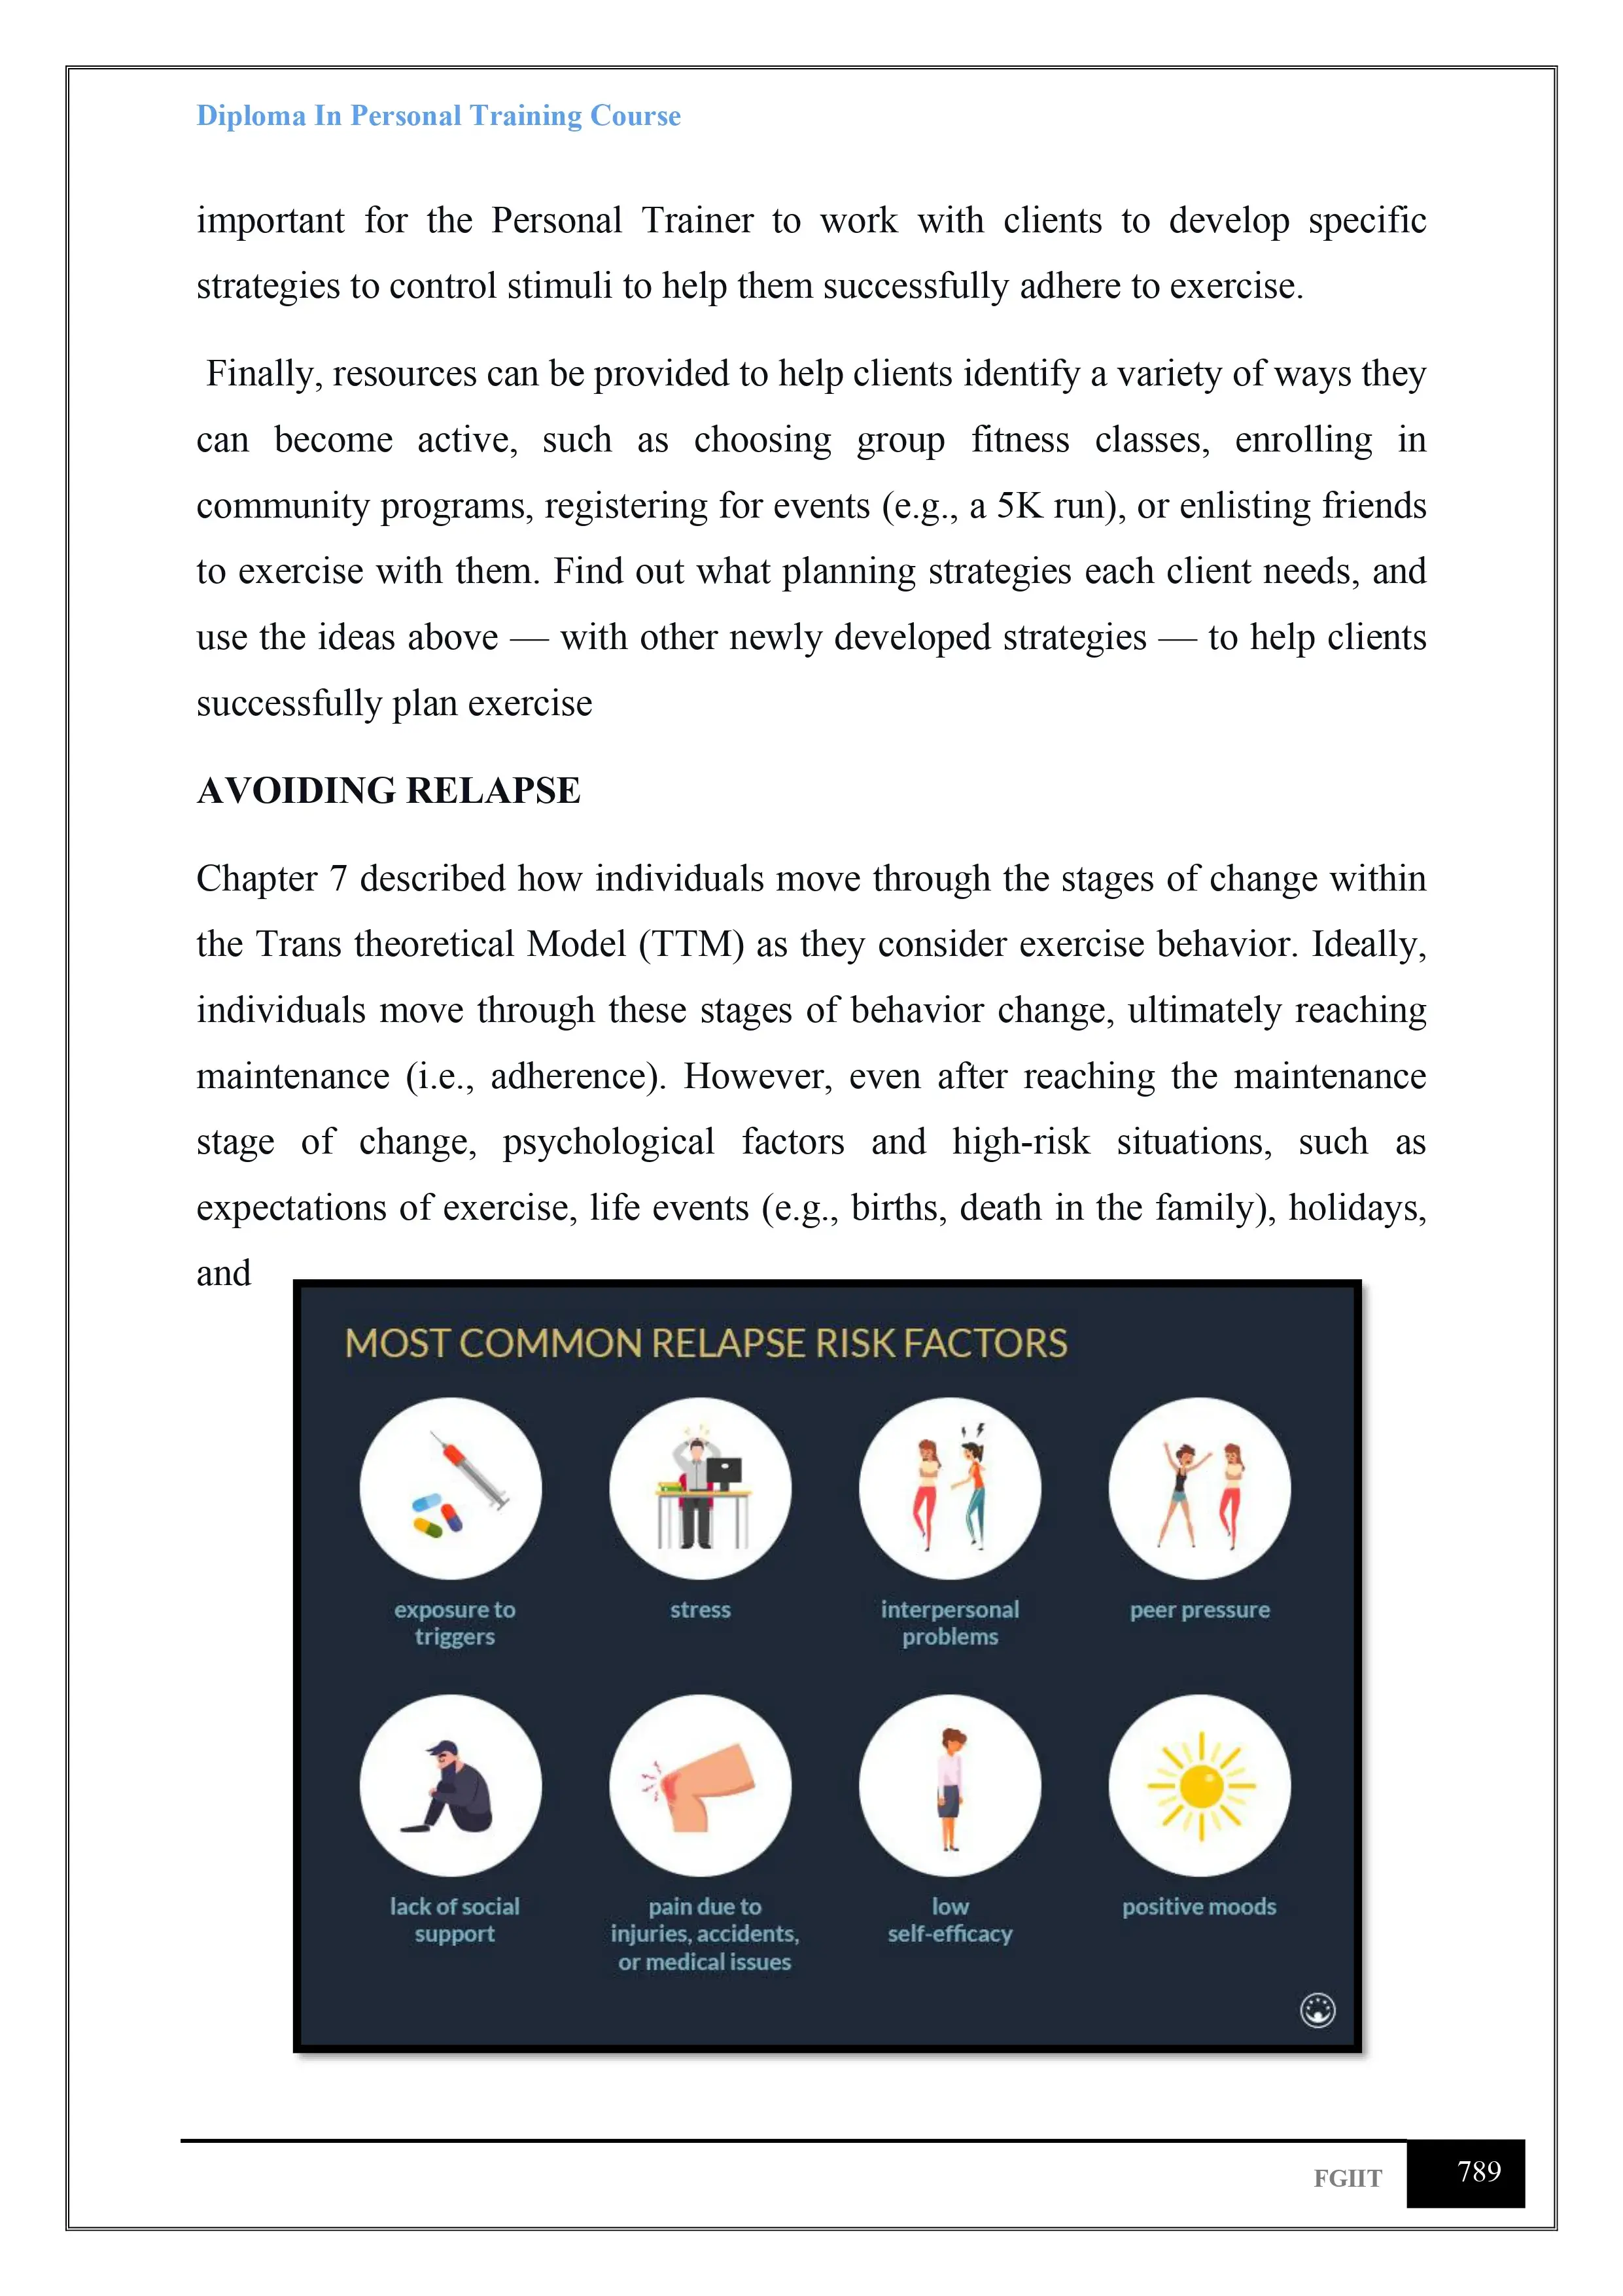 Diploma In Personal Training Course
important for the Personal Trainer to work with clients to develop specific
strategies to control stimuli to help them successfully adhere to exercise.
Finally, resources can be provided to help clients identify a variety of ways they
can become active, such as choosing group fitness classes, enrolling in
community programs, registering for events (e.g., a 5K run), or enlisting friends
to exercise with them. Find out what planning strategies each client needs, and
use the ideas above — with other newly developed strategies — to help clients
successfully plan exercise
AVOIDING RELAPSE
Chapter 7 described how individuals move through the stages of change within
the Trans theoretical Model (TTM) as they consider exercise behavior. Ideally,
individuals move through these stages of behavior change, ultimately reaching
maintenance (i.e., adherence). However, even after reaching the maintenance
stage of change, psychological factors and high-risk situations, such as
expectations of exercise, life events (e.g., births, death in the family), holidays,
and
MOST COMMON RELAPSE RISK FACTORS
exposure to
triggers
stress
interpersonal
problems
peer pressure
lack of social
support
pain due to
injuries, accidents,
or medical issues
low
self-efficacy
positive moods
FGIIT
789